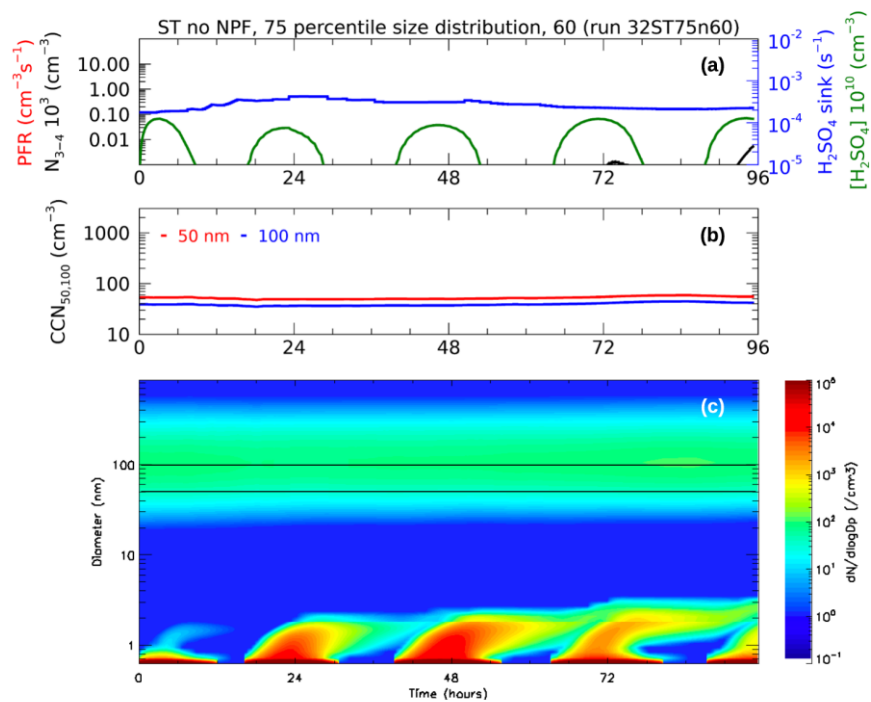 ST no NPF, 75 percentile size distribution, 60 (run 32ST75n60)
(a)
PFR (cm⁻³s⁻¹)
N₃₋₄ 10³ (cm⁻³)
10.00
1.00
0.10
0.01
10⁻²
10⁻³
10⁻⁴
10⁻⁵
H₂SO₄ sink (s⁻¹)
[H₂SO₄] 10¹⁰ (cm⁻³)
0 24 48 72 96
(b)
50 nm 100 nm
CCN₅₀,₁₀₀ (cm⁻³)
1000
100
10
0 24 48 72 96
(c)
Diameter (nm)
100
10
1
0 24 48 72
Time (hours)
10⁶
10⁴
10³
10²
10¹
10⁰
10⁻¹
dN/dlogDp (/cm3)